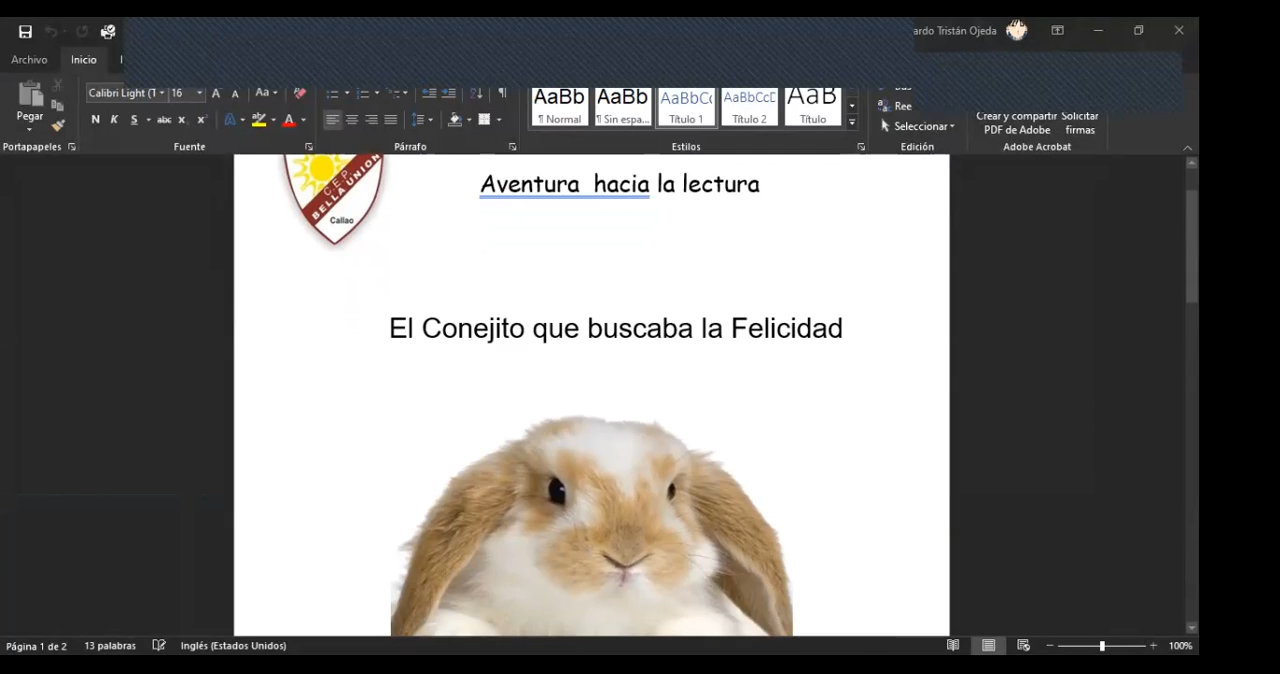 ardo Tristán Ojeda
Archivo Inicio
Pegar
Calibri Light (T 16
Aa
N K S abc x x
A A
AaBb AaBb AaBbC AaBbCcD AaB
¶ Normal ¶ Sin espa... Título 1 Título 2 Título
Ree
Seleccionar
Crear y compartir PDF de Adobe
Solicitar firmas
Portapapeles Fuente Párrafo Estilos Edición Adobe Acrobat
C.E.P.
BELLA UNION
Callao
Aventura hacia la lectura
El Conejito que buscaba la Felicidad
Página 1 de 2 13 palabras Inglés (Estados Unidos) 100%